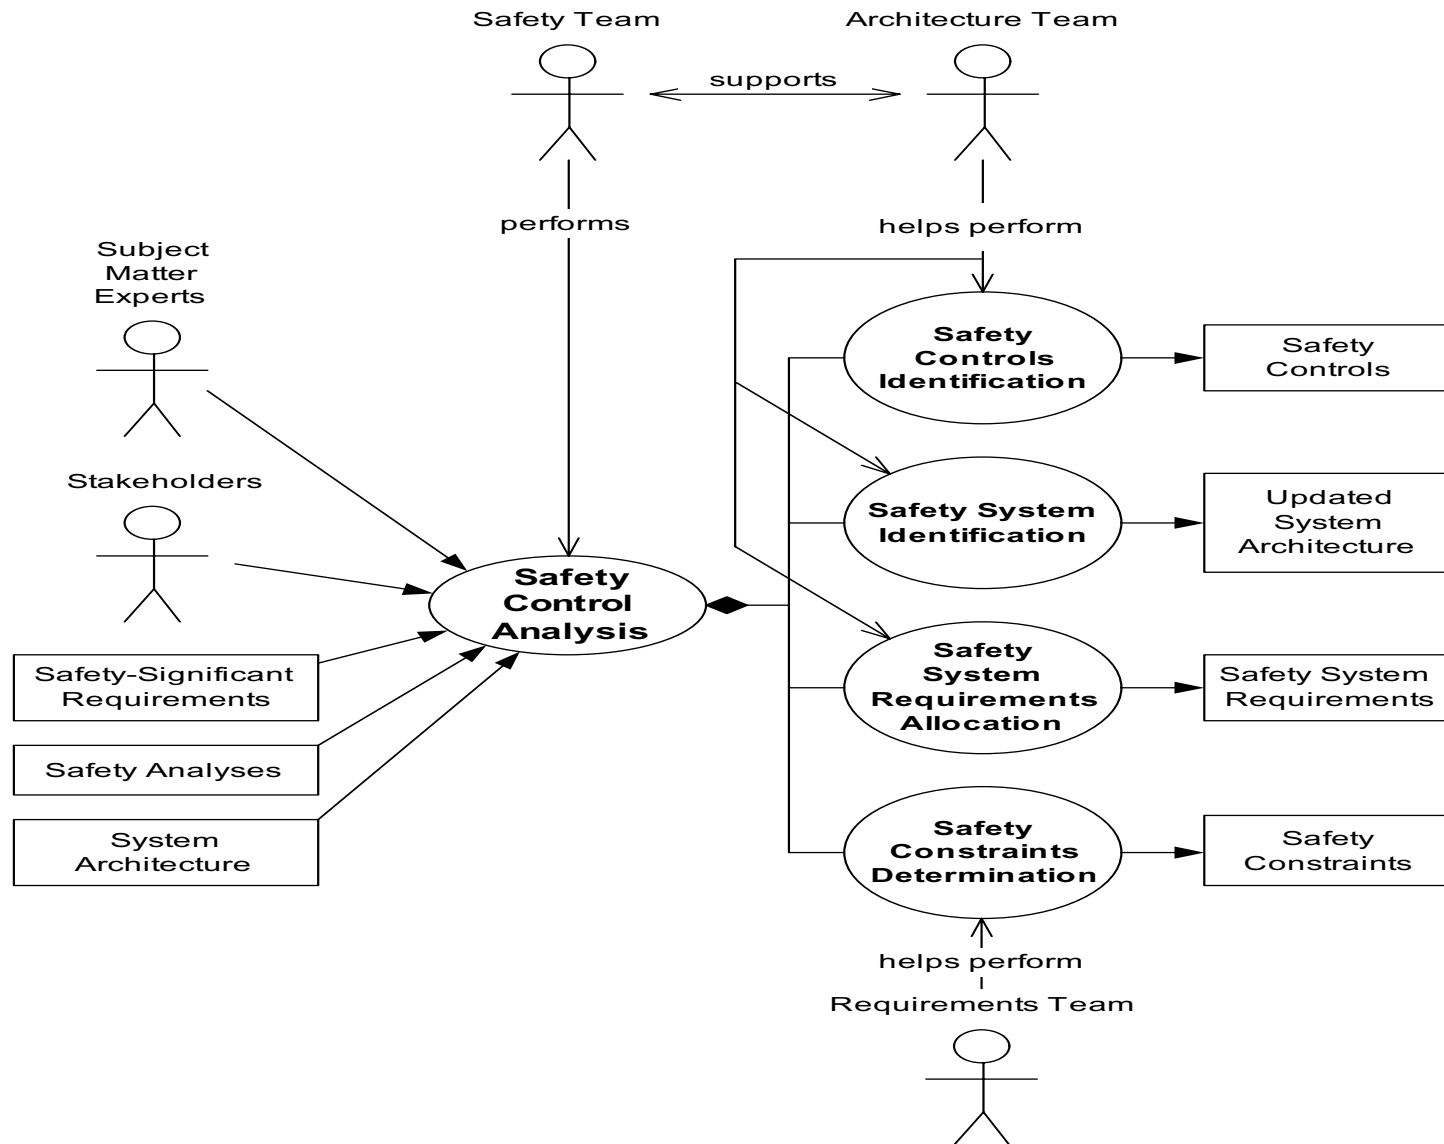 Safety Team
Architecture Team
supports
performs
helps perform
Subject
Matter
Experts
Safety
Controls
Identification
Safety
Controls
Stakeholders
Safety System
Identification
Updated
System
Architecture
Safety
Control
Analysis
Safety-Significant
Requirements
Safety
System
Requirements
Allocation
Safety System
Requirements
Safety Analyses
System
Architecture
Safety
Constraints
Determination
Safety
Constraints
helps perform
Requirements Team